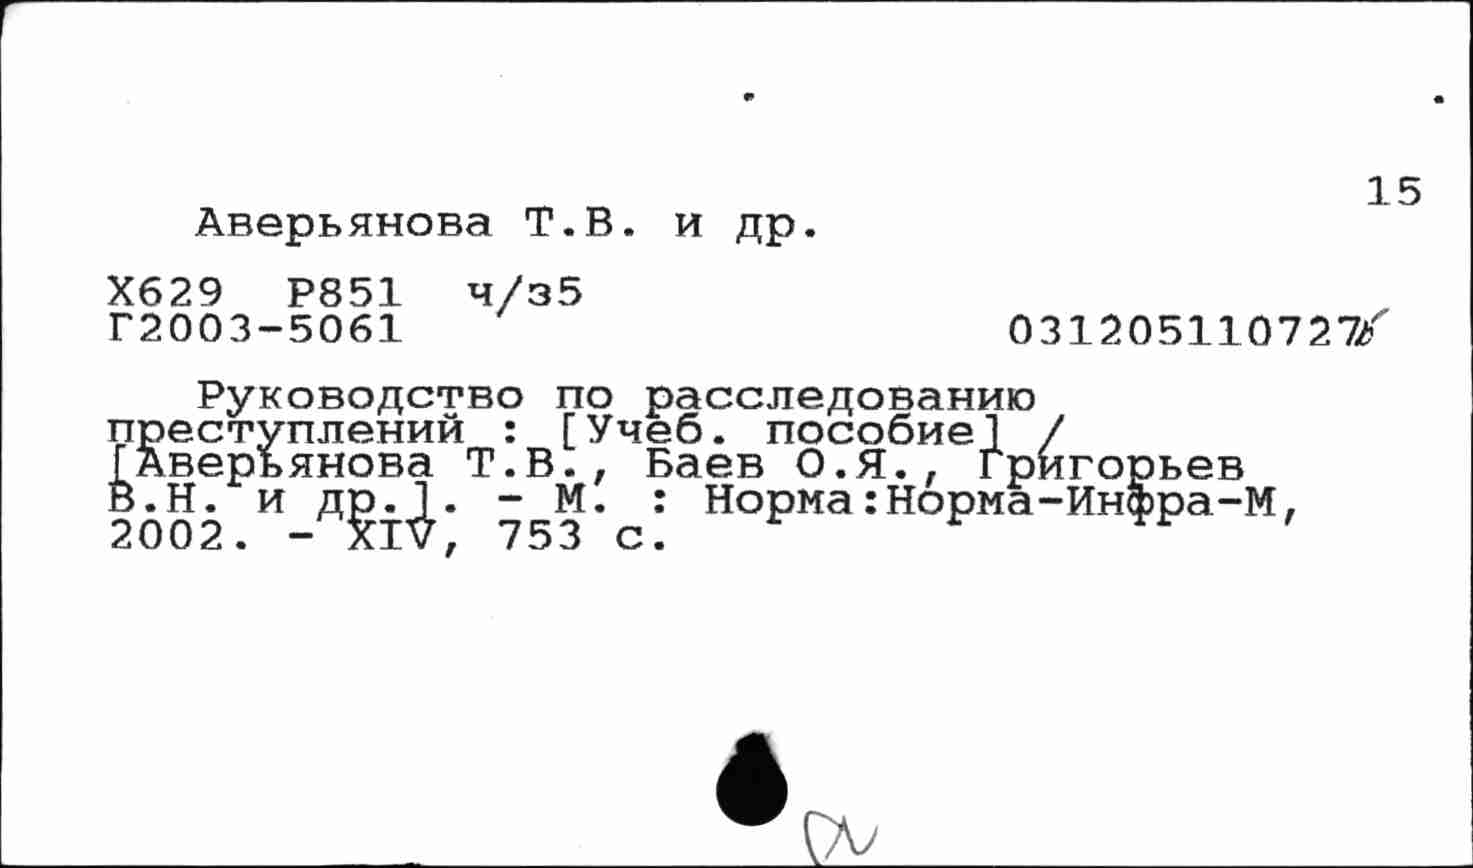 15
Аверьянова Т.В. и др.
Х629 Р851 ч/з5
Г2003-5061 031205110727
Руководство по расследованию
преступлений : [Учеб. пособие] /
[Аверьянова Т.В., Баев О.Я., Григорьев
В.Н. и др.]. - М. : Норма:Норма-Инфра-М,
2002. - XIV, 753 с.